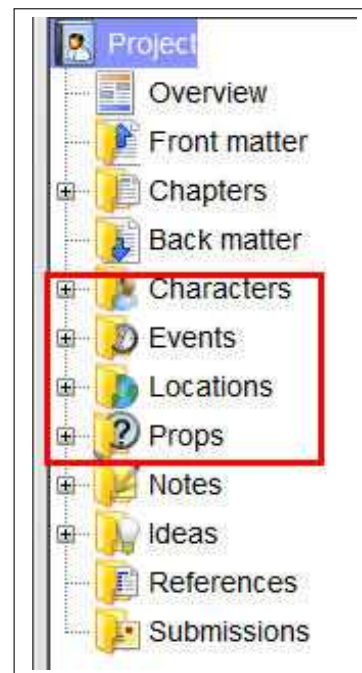 Project
Overview
Front matter
Chapters
Back matter
Characters
Events
Locations
Props
Notes
Ideas
References
Submissions